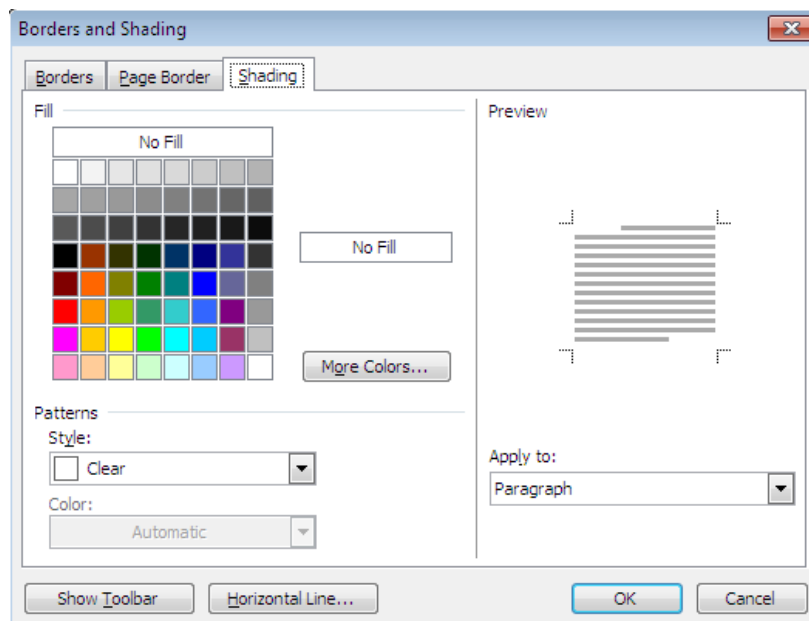 Borders and Shading
Borders
Page Border
Shading
Fill
No Fill
No Fill
More Colors...
Patterns
Style:
Clear
Color:
Automatic
Preview
Apply to:
Paragraph
Show Toolbar
Horizontal Line...
OK
Cancel